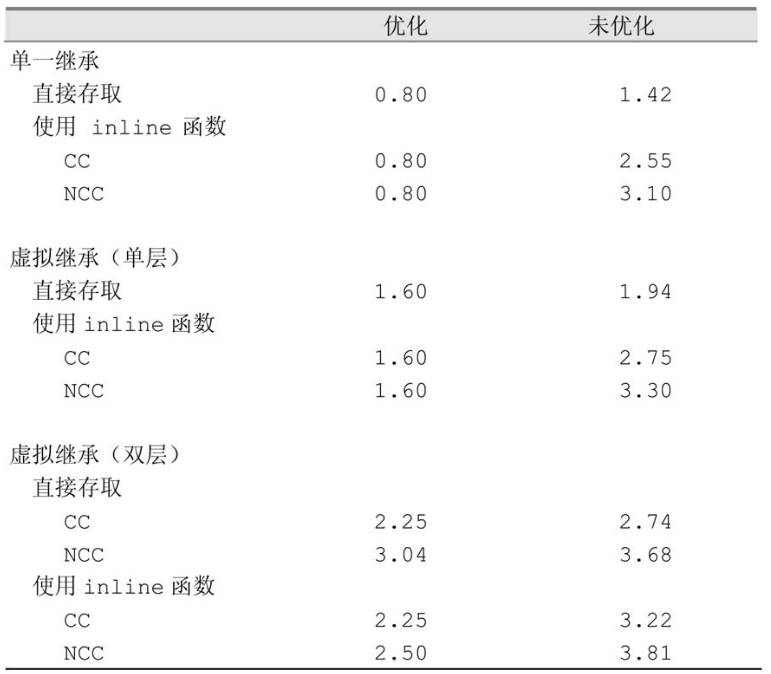 优化 未优化
单一继承
直接存取 0.80 1.42
使用 inline 函数
CC 0.80 2.55
NCC 0.80 3.10
虚拟继承（单层）
直接存取 1.60 1.94
使用 inline 函数
CC 1.60 2.75
NCC 1.60 3.30
虚拟继承（双层）
直接存取
CC 2.25 2.74
NCC 3.04 3.68
使用 inline 函数
CC 2.25 3.22
NCC 2.50 3.81